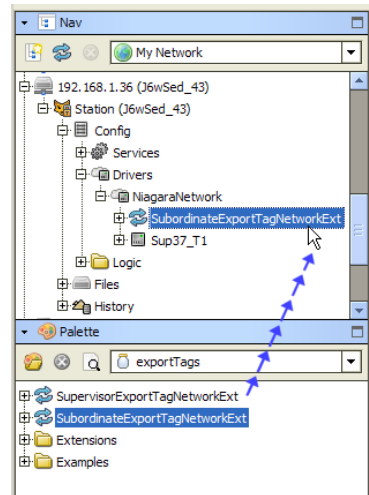 Nav
My Network
192.168.1.36 (J6wSed_43)
Station (J6wSed_43)
Config
Services
Drivers
NiagaraNetwork
SubordinateExportTagNetworkExt
Sup37_T1
Logic
Files
History
Palette
exportTags
SupervisorExportTagNetworkExt
SubordinateExportTagNetworkExt
Extensions
Examples